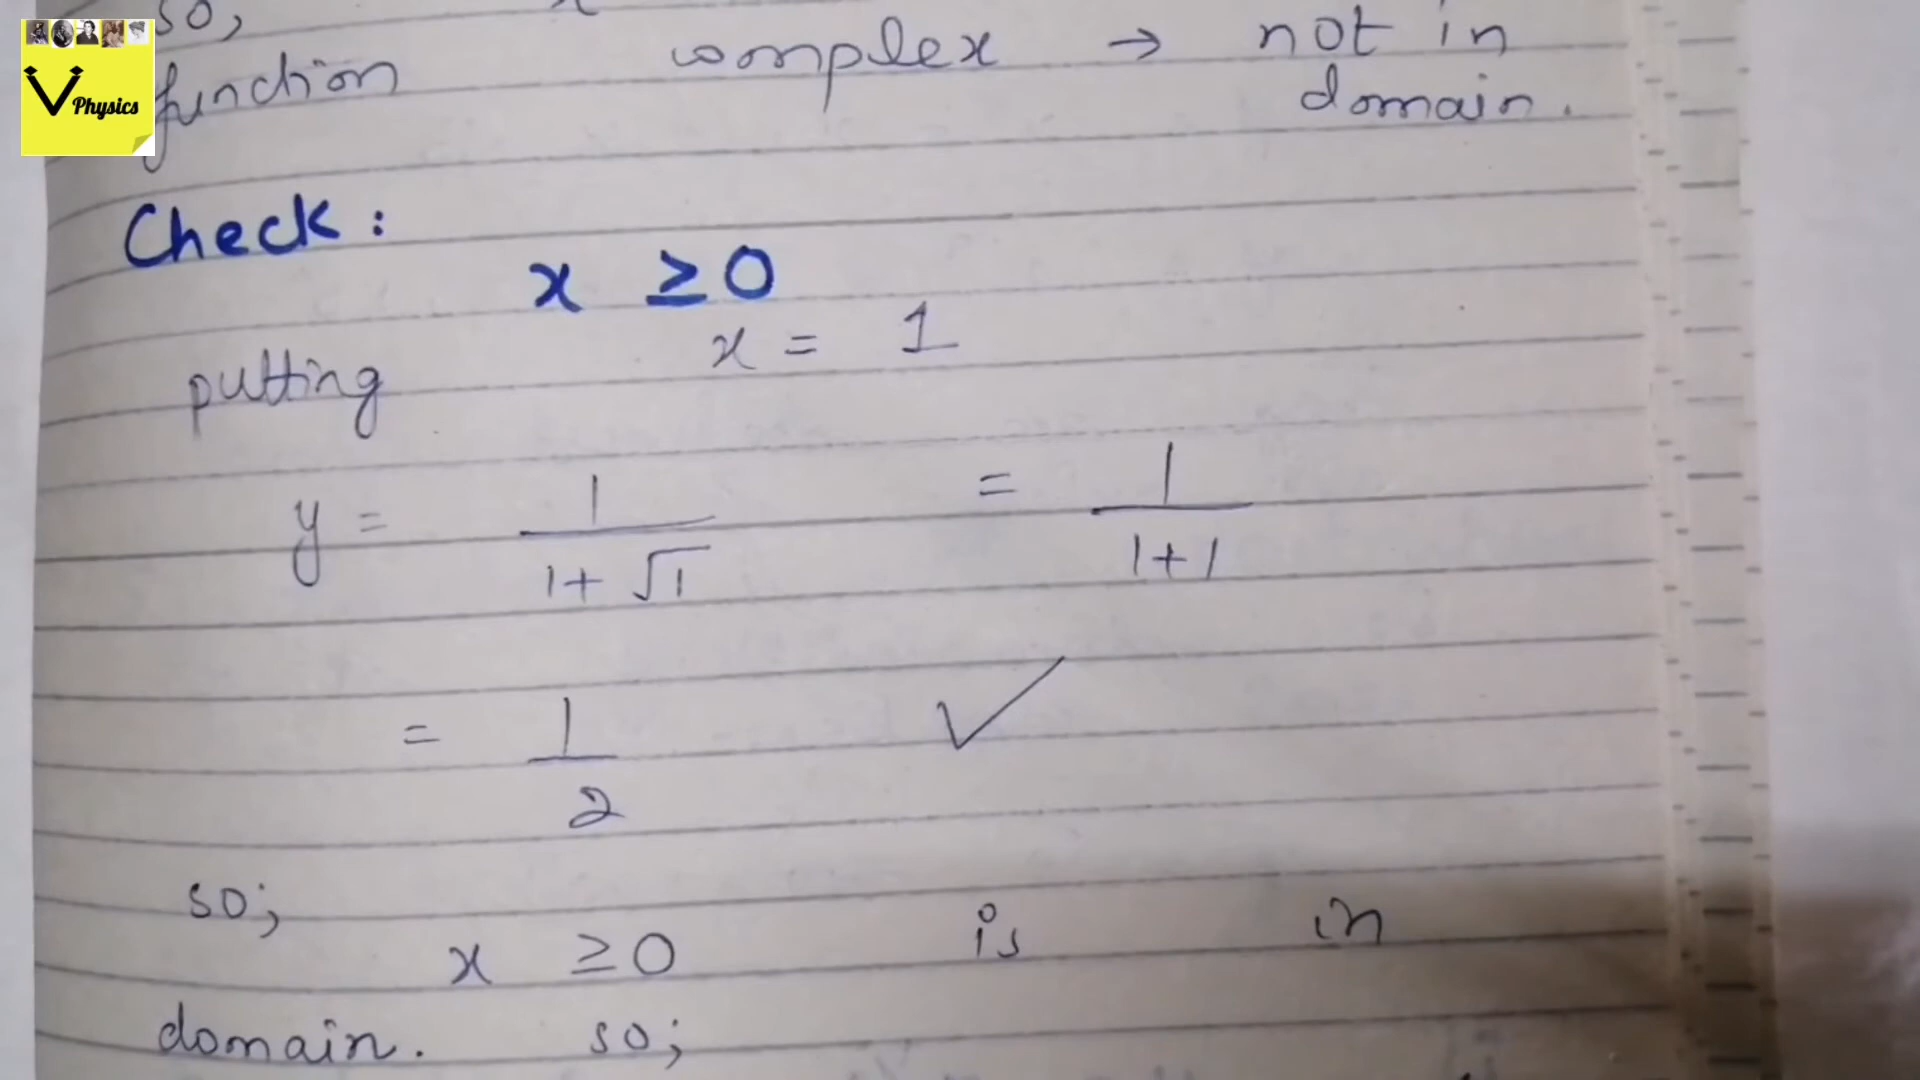 so,
complex → not in
function
domain.
V Physics
Check:
x ≥ 0
putting x = 1
y = 1 / (1 + √1) = 1 / (1+1)
= 1 / 2 ✓
so;
x ≥ 0 is in
domain. so;